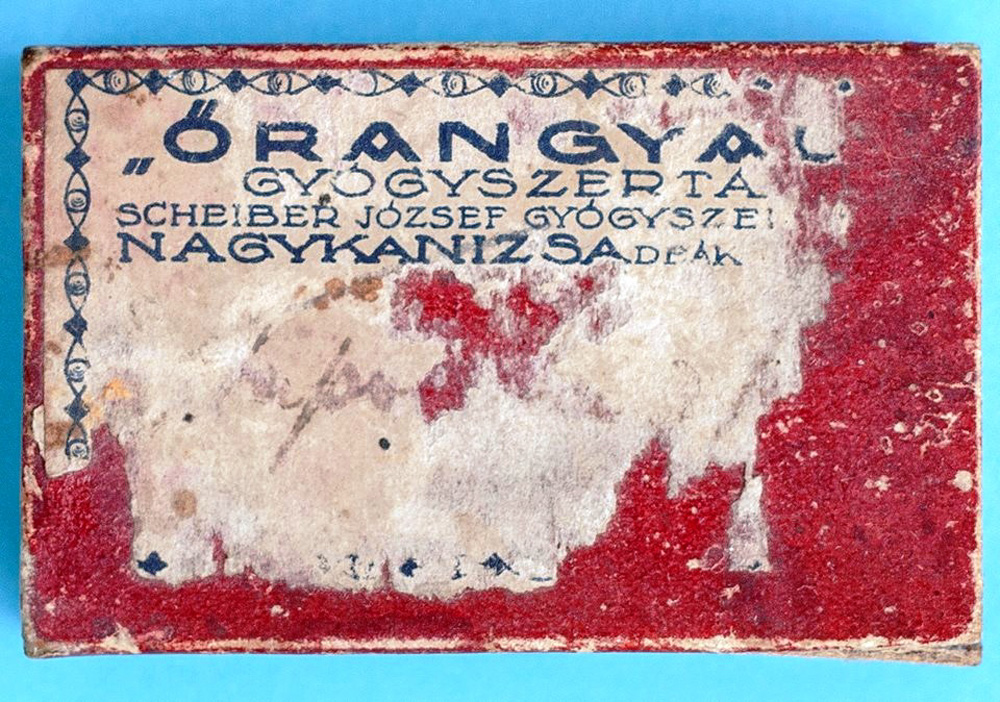 „ŐRANGYAL
GYÓGYSZERTÁ
SCHEIBER JÓZSEF GYÓGYSZE
NAGYKANIZSA DEÁK